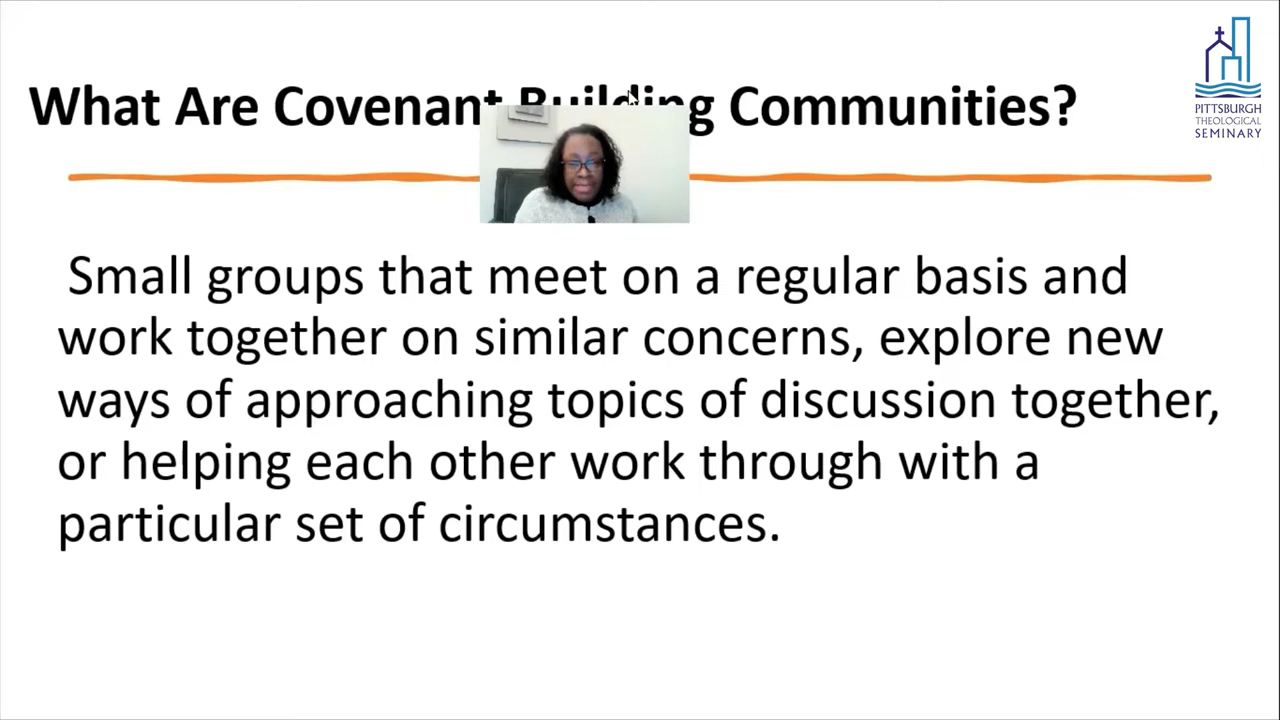 What Are Covenant Building Communities?
PITTSBURGH
THEOLOGICAL
SEMINARY
Small groups that meet on a regular basis and
work together on similar concerns, explore new
ways of approaching topics of discussion together,
or helping each other work through with a
particular set of circumstances.